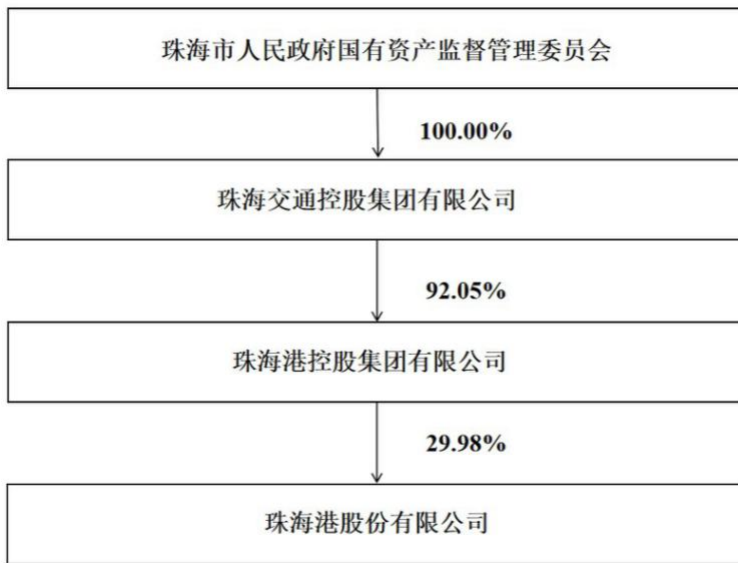 珠海市人民政府国有资产监督管理委员会
100.00%
珠海交通控股集团有限公司
92.05%
珠海港控股集团有限公司
29.98%
珠海港股份有限公司